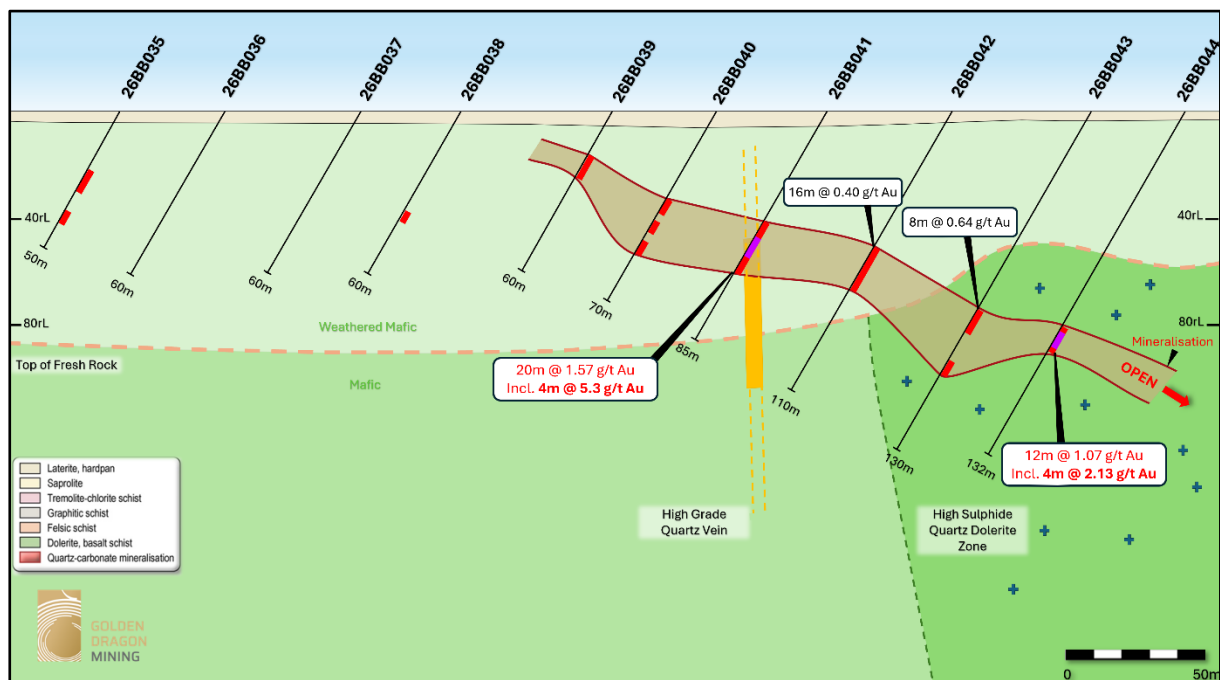 26BB035
26BB036
26BB037
26BB038
26BB039
26BB040
26BB041
26BB042
26BB043
26BB044
16m @ 0.40 g/t Au
8m @ 0.64 g/t Au
40rL
40rL
50m
60m
60m
60m
60m
70m
85m
110m
130m
132m
80rL
80rL
Weathered Mafic
Top of Fresh Rock
Mafic
Mineralisation
OPEN
20m @ 1.57 g/t Au
Incl. 4m @ 5.3 g/t Au
12m @ 1.07 g/t Au
Incl. 4m @ 2.13 g/t Au
High Grade
Quartz Vein
High Sulphide
Quartz Dolerite
Zone
Laterite, hardpan
Saprolite
Tremolite-chlorite schist
Graphitic schist
Felsic schist
Dolerite, basalt schist
Quartz-carbonate mineralisation
GOLDEN
DRAGON
MINING
0
50m